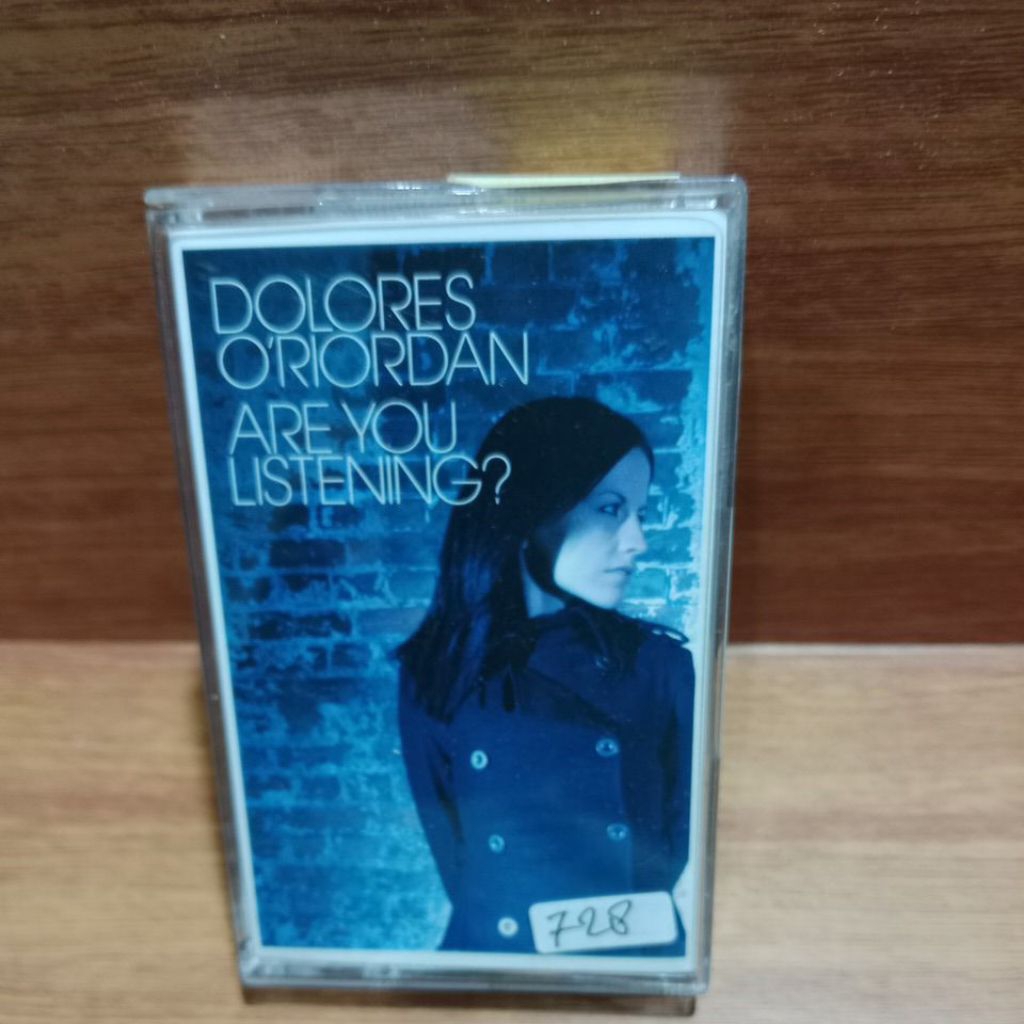 DOLORES
O'RIORDAN
ARE YOU
LISTENING?
728